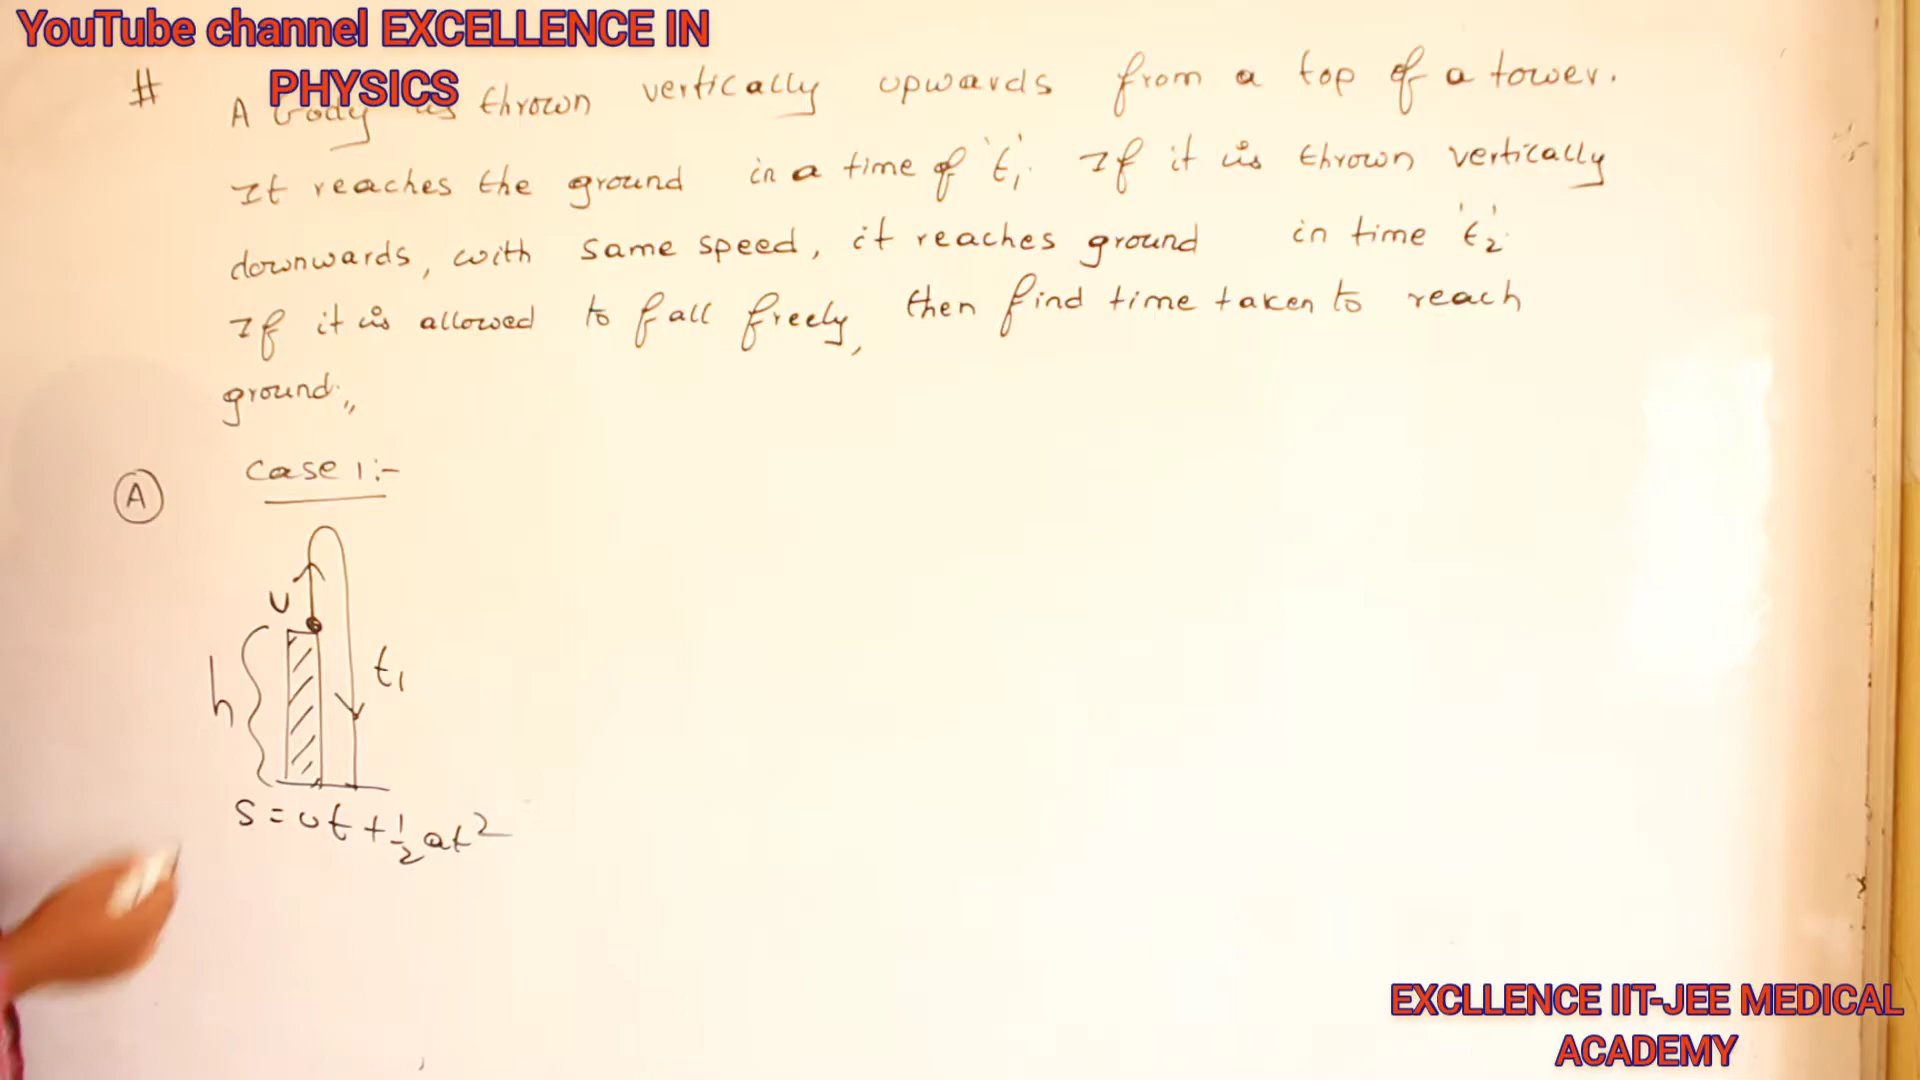 YouTube channel EXCELLENCE IN
PHYSICS
# A body is thrown vertically upwards from a top of a tower.
It reaches the ground in a time of 't₁'. If it is thrown vertically
downwards, with same speed, it reaches ground in time 't₂'.
If it is allowed to fall freely, then find time taken to reach
ground.,,
A
Case 1:-
u
h
t₁
S = ut + 1/2 at²
EXCLLENCE IIT-JEE MEDICAL
ACADEMY